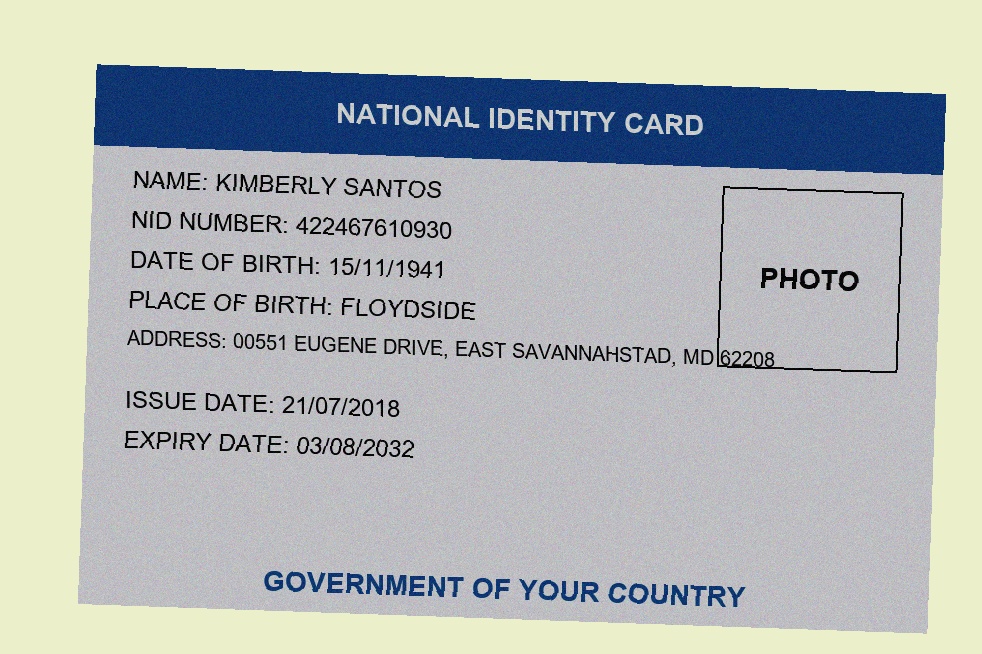 NATIONAL IDENTITY CARD
NAME: KIMBERLY SANTOS
NID NUMBER: 422467610930
DATE OF BIRTH: 15/11/1941
PLACE OF BIRTH: FLOYDSIDE
ADDRESS: 00551 EUGENE DRIVE, EAST SAVANNAHSTAD, MD 62208
PHOTO
ISSUE DATE: 21/07/2018
EXPIRY DATE: 03/08/2032
GOVERNMENT OF YOUR COUNTRY